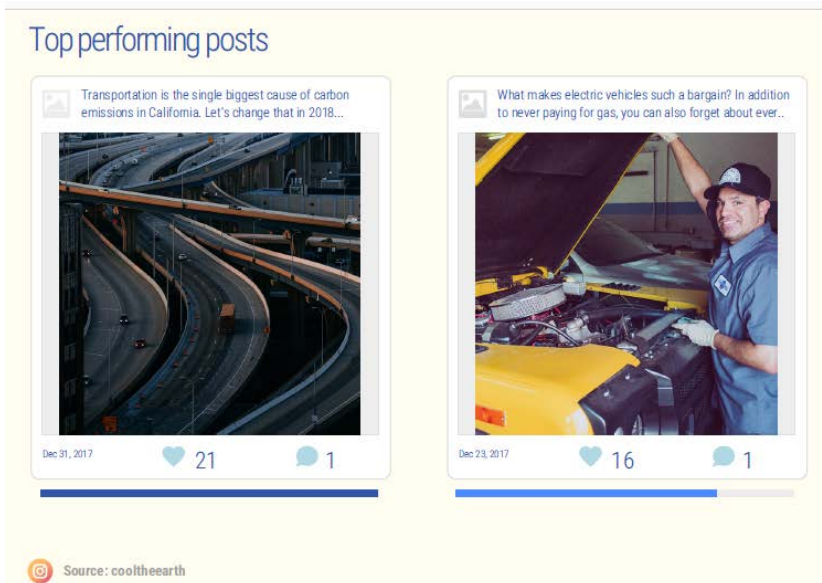 Top performing posts
Transportation is the single biggest cause of carbon
emissions in California. Let's change that in 2018...
Dec 31, 2017
21
1
What makes electric vehicles such a bargain? In addition
to never paying for gas, you can also forget about ever..
Dec 23, 2017
16
1
Source: cooltheearth